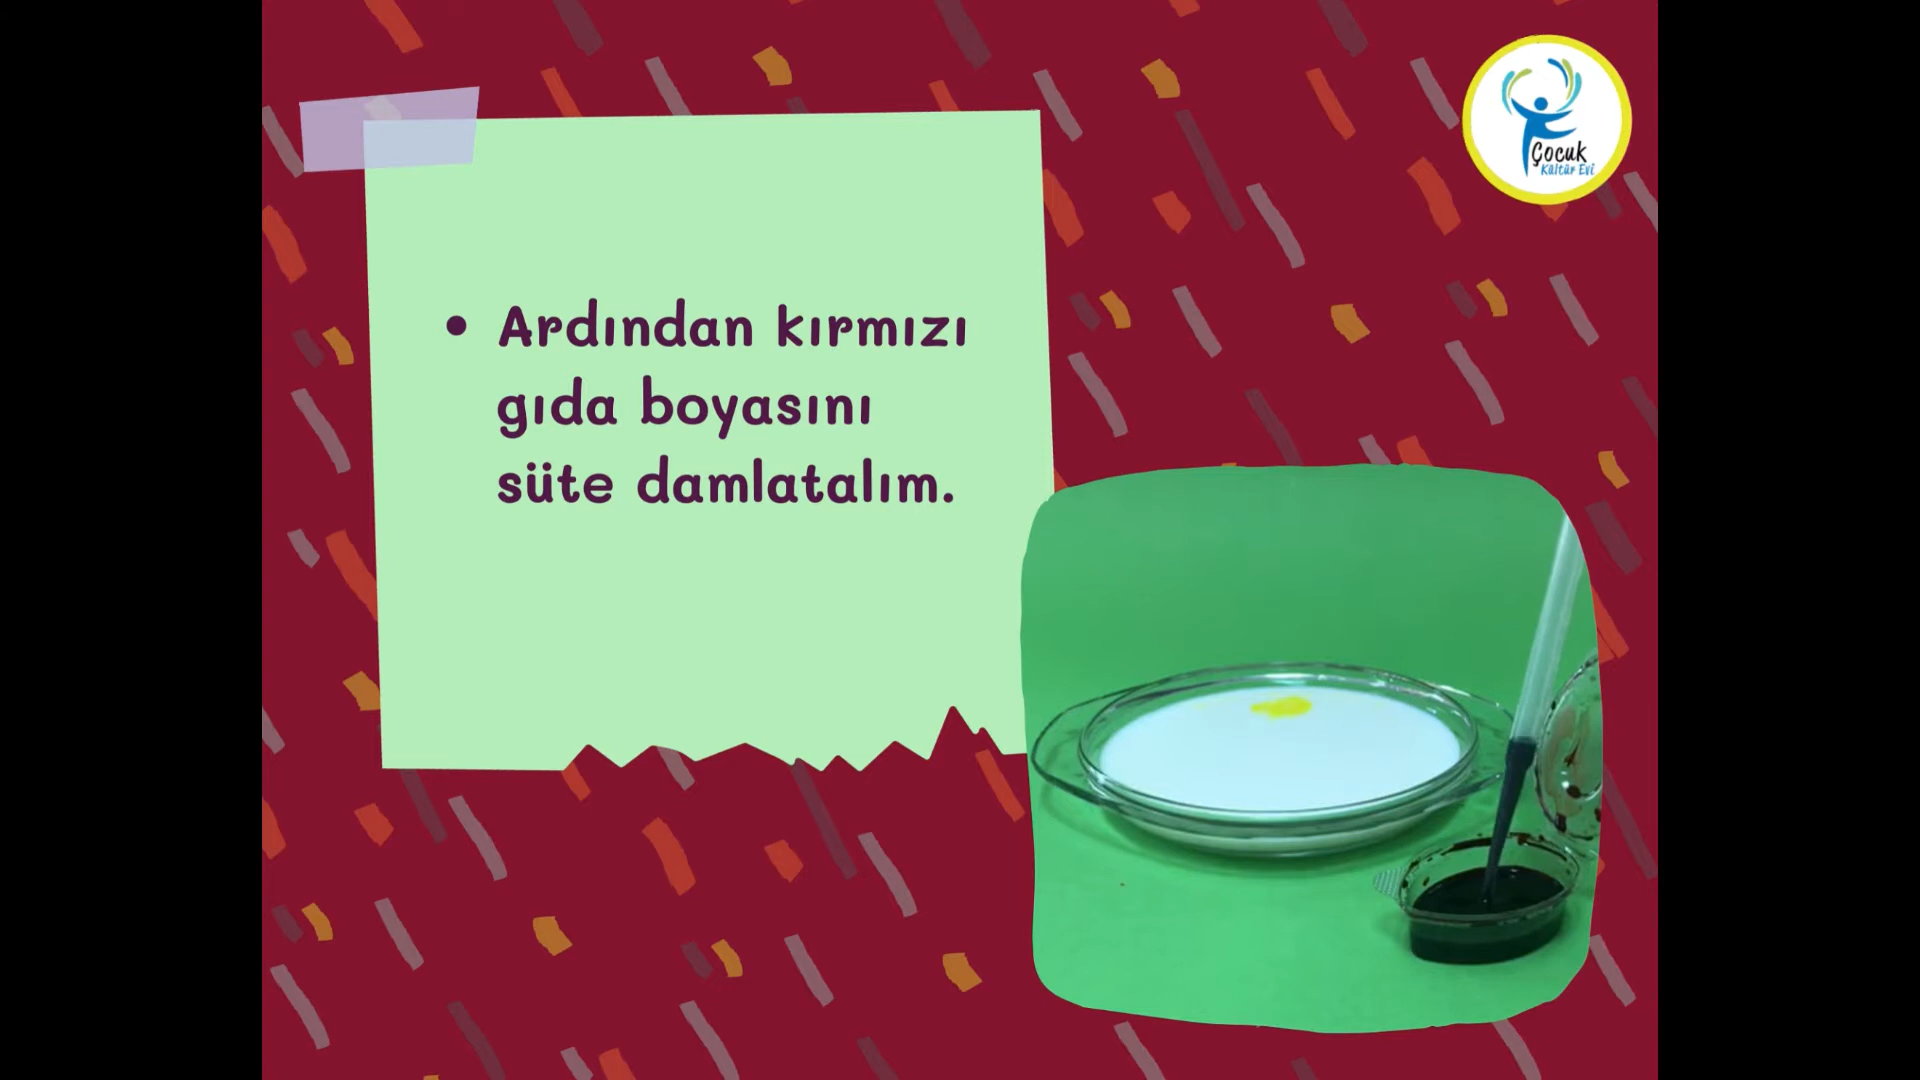 Çocuk
Kültür Evi
• Ardından kırmızı
gıda boyasını
süte damlatalım.